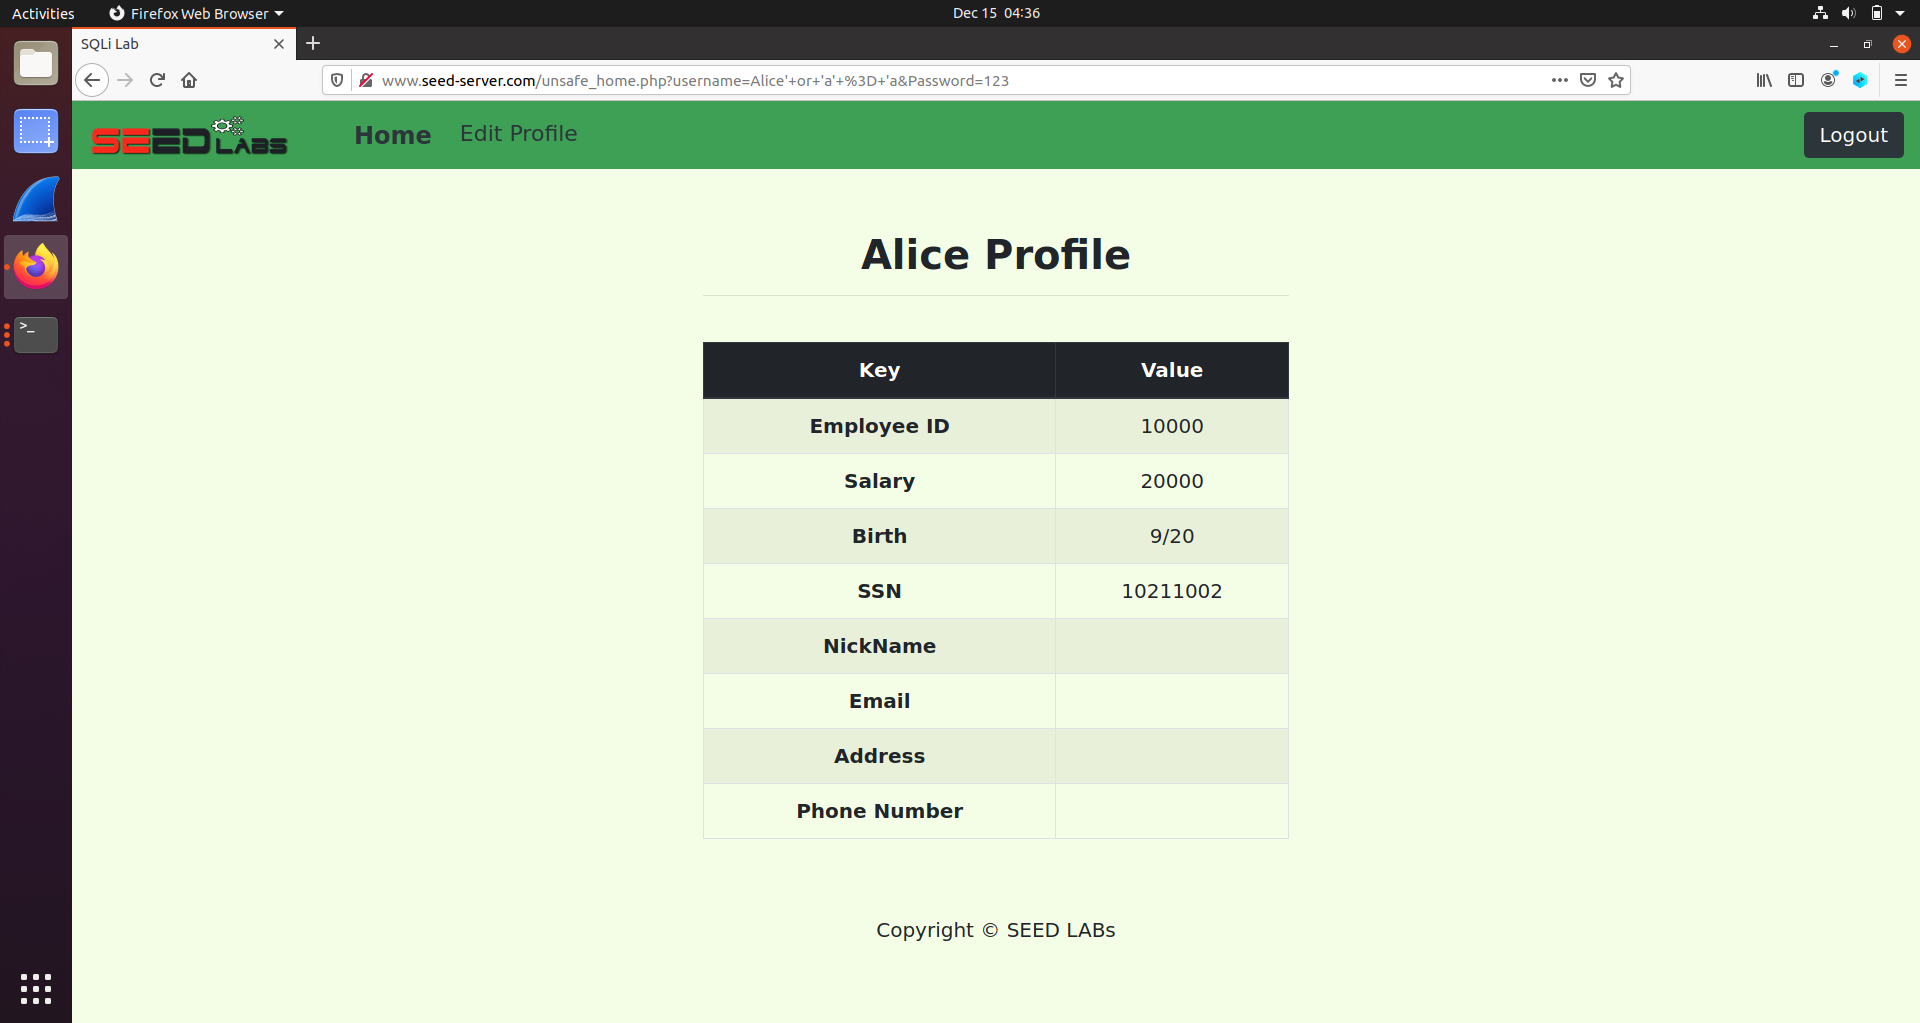 Activities Firefox Web Browser Dec 15 04:36
SQLi Lab
www.seed-server.com/unsafe_home.php?username=Alice'+or+'a'+%3D+'a&Password=123
SEED LABS Home Edit Profile Logout
Alice Profile
Key Value
Employee ID 10000
Salary 20000
Birth 9/20
SSN 10211002
NickName
Email
Address
Phone Number
Copyright © SEED LABs